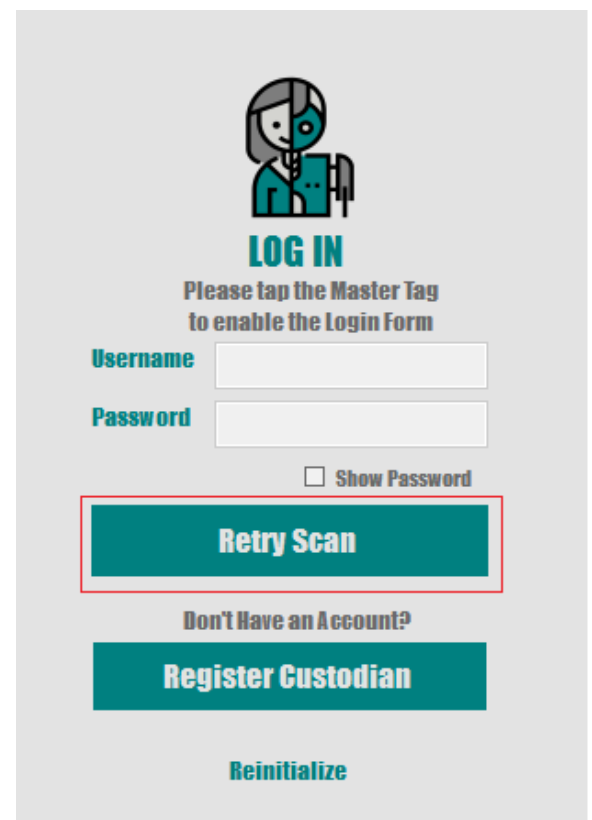 LOG IN
Please tap the Master Tag
to enable the Login Form
Username
Password
Show Password
Retry Scan
Don't Have an Account?
Register Custodian
Reinitialize